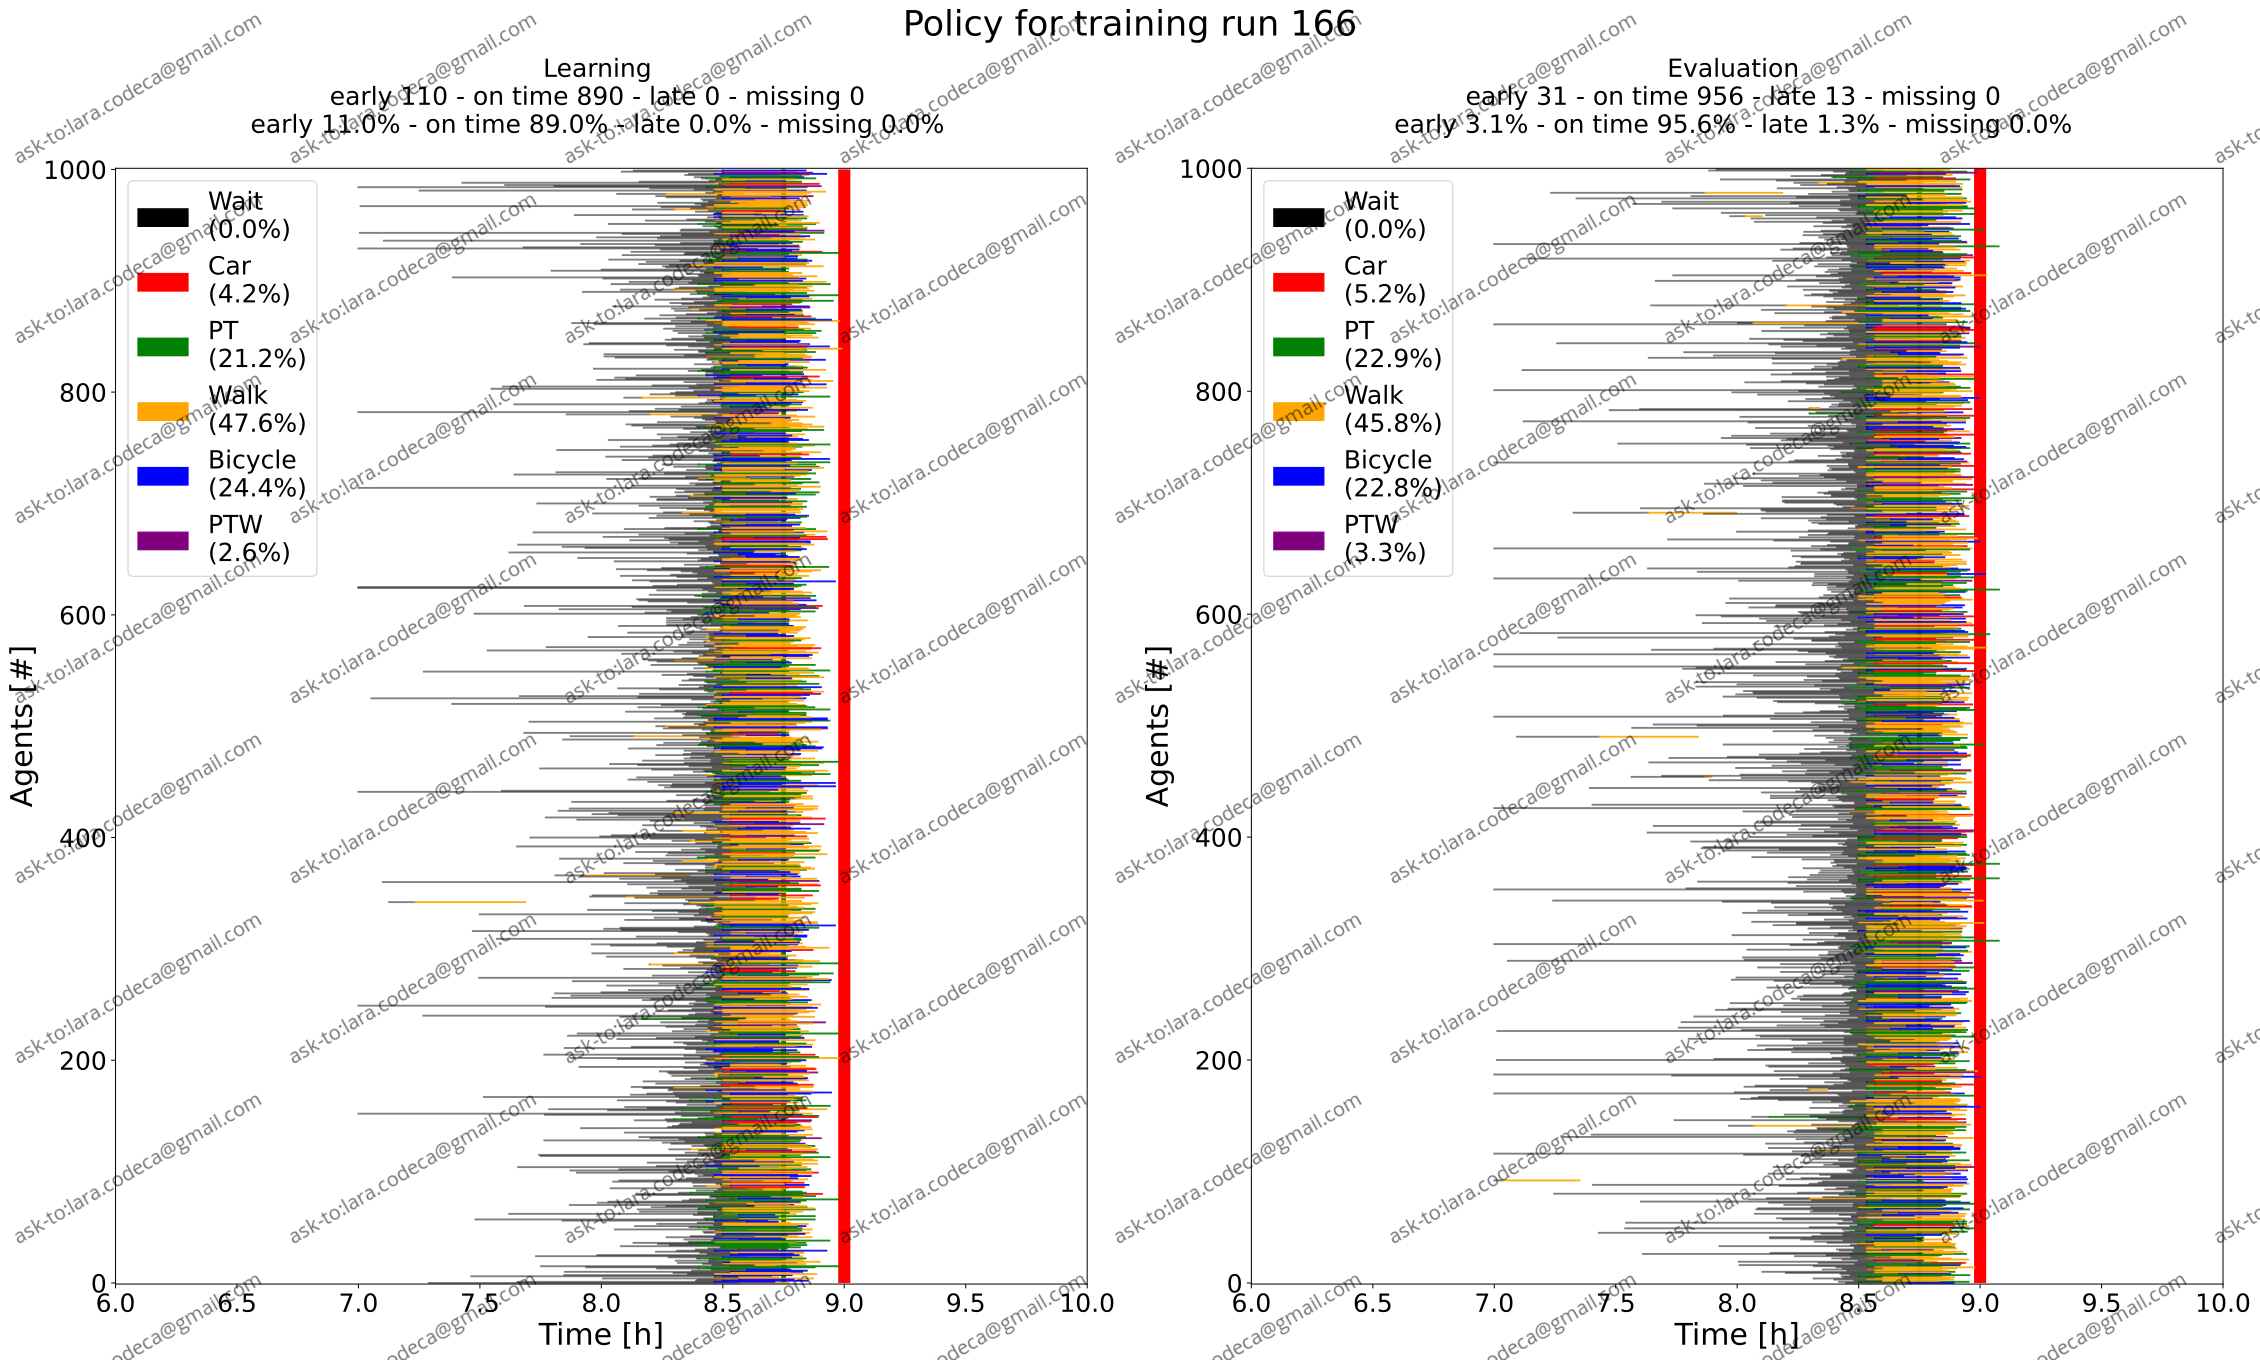 Policy for training run 166
Learning
early 110 - on time 890 - late 0 - missing 0
early 11.0% - on time 89.0% - late 0.0% - missing 0.0%
Agents [#]
1000
800
600
400
200
0
Wait
(0.0%)
Car
(4.2%)
PT
(21.2%)
Walk
(47.6%)
Bicycle
(24.4%)
PTW
(2.6%)
6.0 6.5 7.0 7.5 8.0 8.5 9.0 9.5 10.0
Time [h]
Evaluation
early 31 - on time 956 - late 13 - missing 0
early 3.1% - on time 95.6% - late 1.3% - missing 0.0%
Agents [#]
1000
800
600
400
200
0
Wait
(0.0%)
Car
(5.2%)
PT
(22.9%)
Walk
(45.8%)
Bicycle
(22.8%)
PTW
(3.3%)
6.0 6.5 7.0 7.5 8.0 8.5 9.0 9.5 10.0
Time [h]
ask-to:lara.codeca@gmail.com